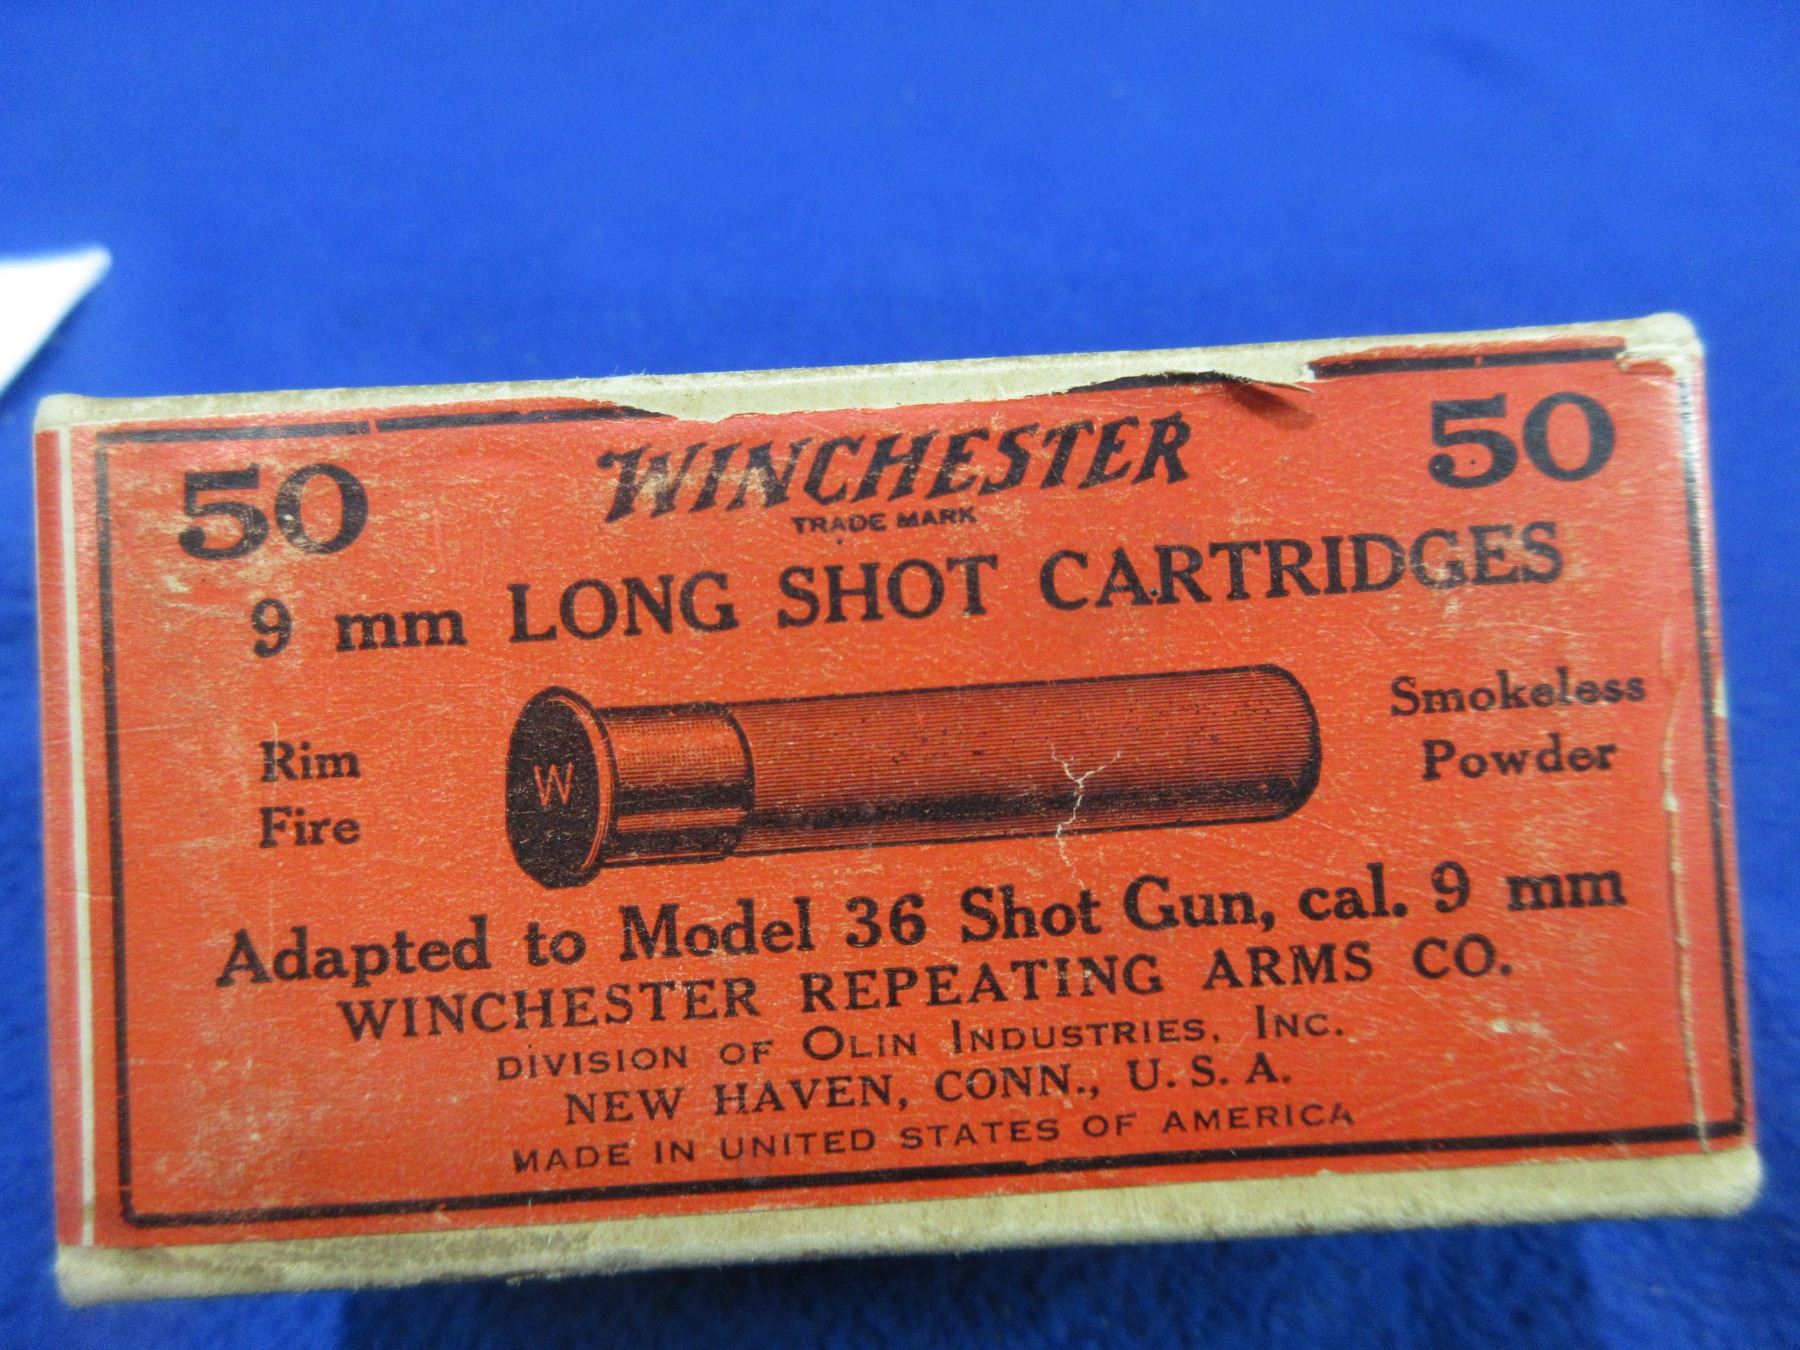 50 WINCHESTER 50
TRADE MARK
9 mm LONG SHOT CARTRIDGES
Rim
Fire
W
Smokeless
Powder
Adapted to Model 36 Shot Gun, cal. 9 mm
WINCHESTER REPEATING ARMS CO.
DIVISION OF OLIN INDUSTRIES, INC.
NEW HAVEN, CONN., U.S.A.
MADE IN UNITED STATES OF AMERICA